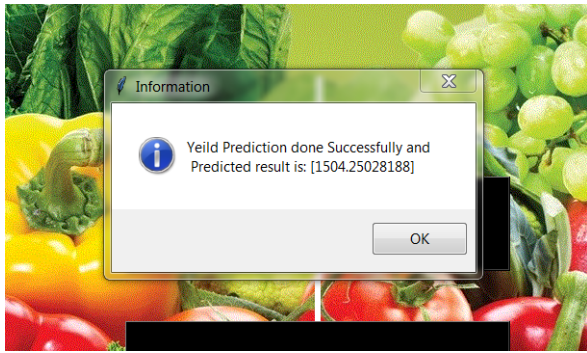 Information
Yeild Prediction done Successfully and
Predicted result is: [1504.25028188]
OK